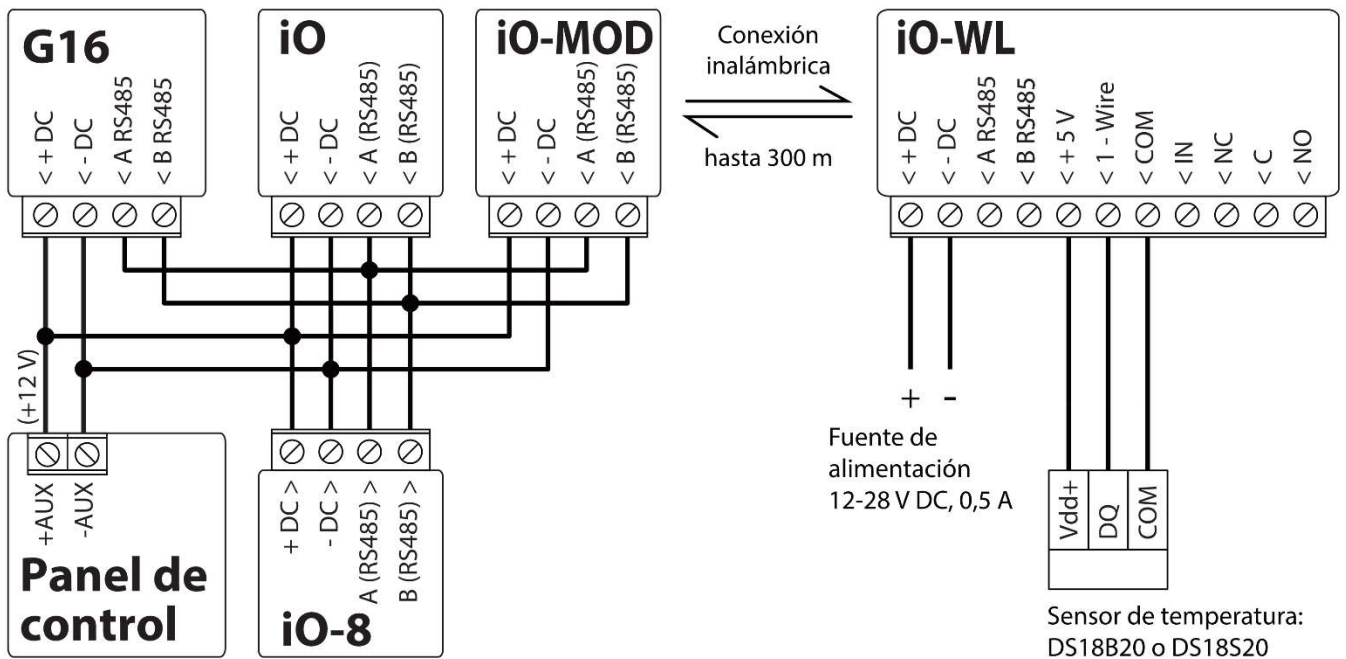 G16
< + DC
< - DC
< A RS485
< B RS485
iO
< + DC
< - DC
< A (RS485)
< B (RS485)
iO-MOD
< + DC
< - DC
< A (RS485)
< B (RS485)
Conexión
inalámbrica
hasta 300 m
iO-WL
< + DC
< - DC
< A RS485
< B RS485
< + 5 V
< 1 - Wire
< COM
< IN
< NC
< C
< NO
(+12 V)
+AUX
-AUX
Panel de
control
+ DC >
- DC >
A (RS485) >
B (RS485) >
iO-8
+ -
Fuente de
alimentación
12-28 V DC, 0,5 A
Vdd+
DQ
COM
Sensor de temperatura:
DS18B20 o DS18S20